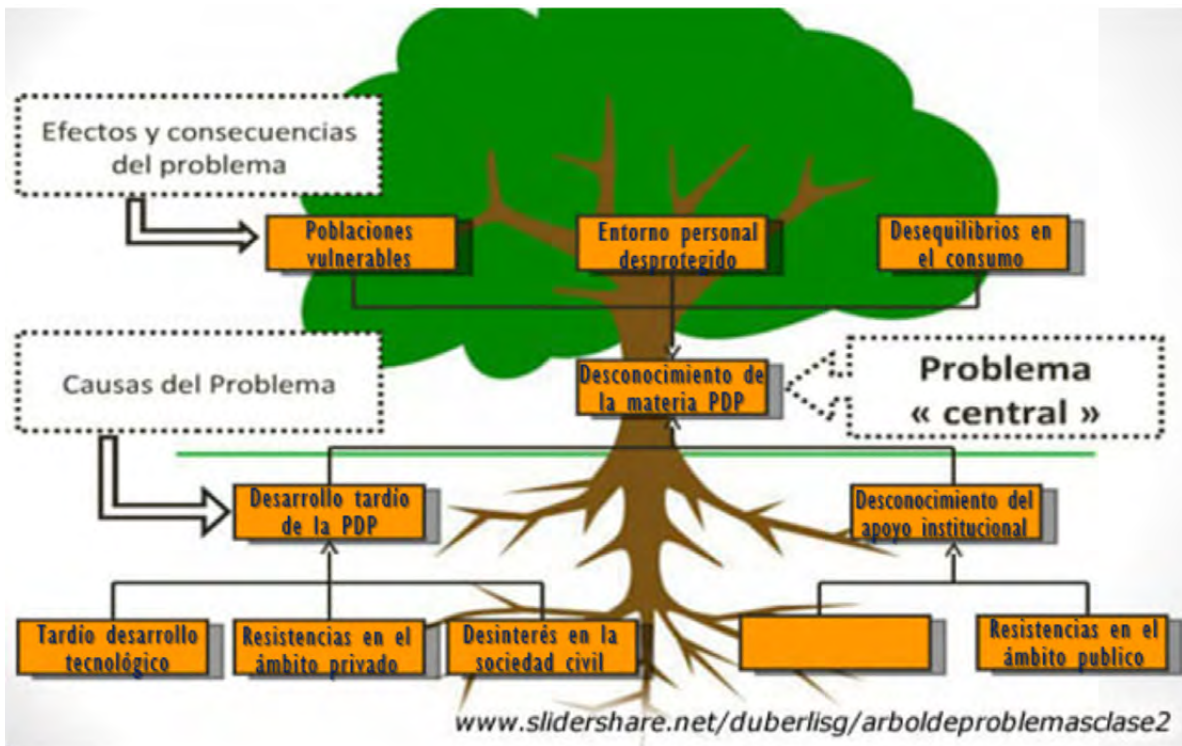 Efectos y consecuencias
del problema
Poblaciones
vulnerables
Entorno personal
desprotegido
Desequilibrios en
el consumo
Causas del Problema
Desconocimiento de
la materia PDP
Problema
« central »
Desarrollo tardío
de la PDP
Desconocimiento del
apoyo institucional
Tardío desarrollo
tecnológico
Resistencias en el
ámbito privado
Desinterés en la
sociedad civil
Resistencias en el
ámbito publico
www.slidershare.net/duberlisg/arboldeproblemasclase2